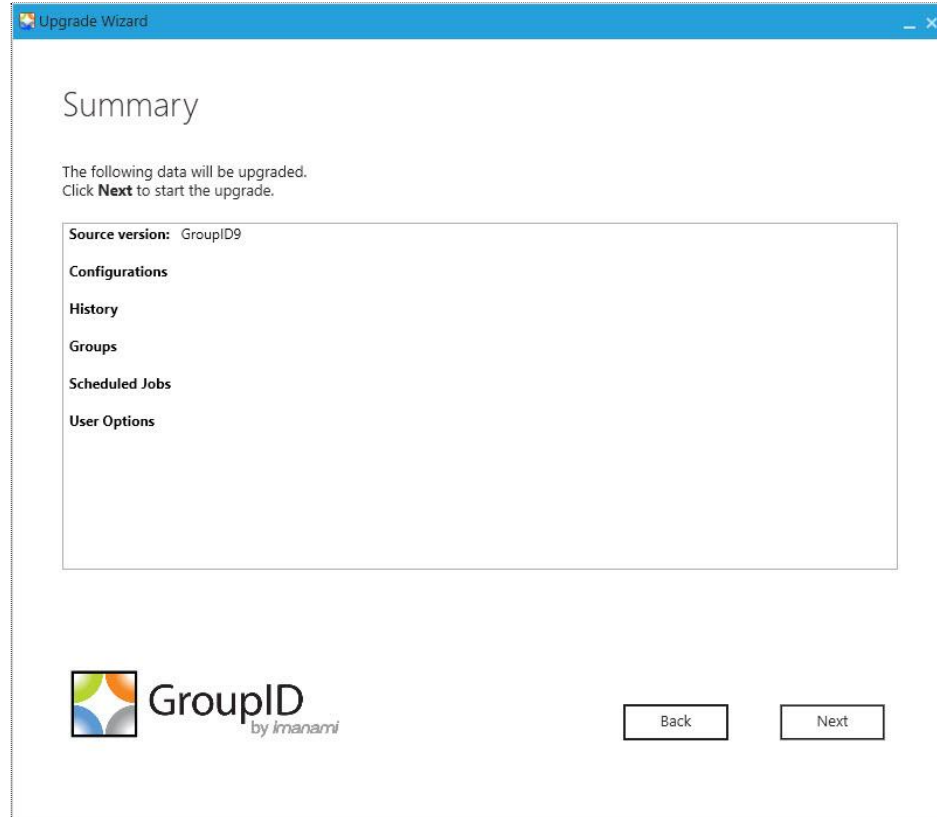 Upgrade Wizard
Summary
The following data will be upgraded.
Click Next to start the upgrade.
Source version: GroupID9
Configurations
History
Groups
Scheduled Jobs
User Options
GroupID
by imanami
Back
Next